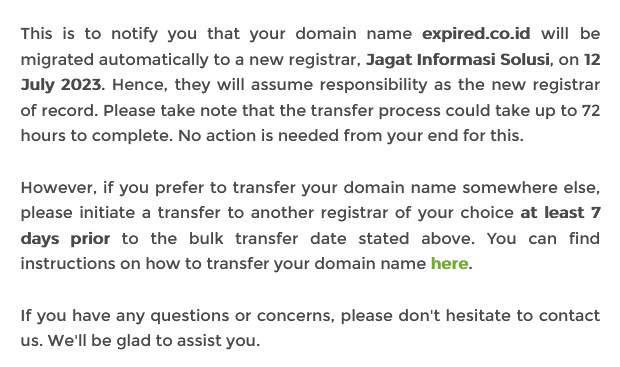 This is to notify you that your domain name expired.co.id will be
migrated automatically to a new registrar, Jagat Informasi Solusi, on 12
July 2023. Hence, they will assume responsibility as the new registrar
of record. Please take note that the transfer process could take up to 72
hours to complete. No action is needed from your end for this.
However, if you prefer to transfer your domain name somewhere else,
please initiate a transfer to another registrar of your choice at least 7
days prior to the bulk transfer date stated above. You can find
instructions on how to transfer your domain name here.
If you have any questions or concerns, please don't hesitate to contact
us. We'll be glad to assist you.